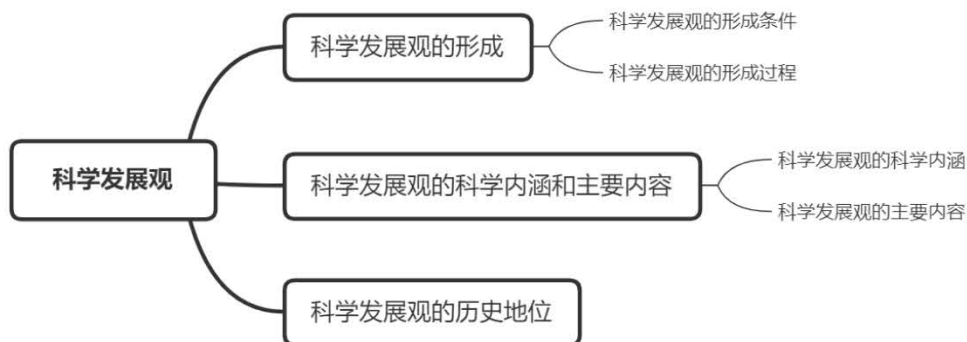 科学发展观
科学发展观的形成
科学发展观的形成条件
科学发展观的形成过程
科学发展观的科学内涵和主要内容
科学发展观的科学内涵
科学发展观的主要内容
科学发展观的历史地位